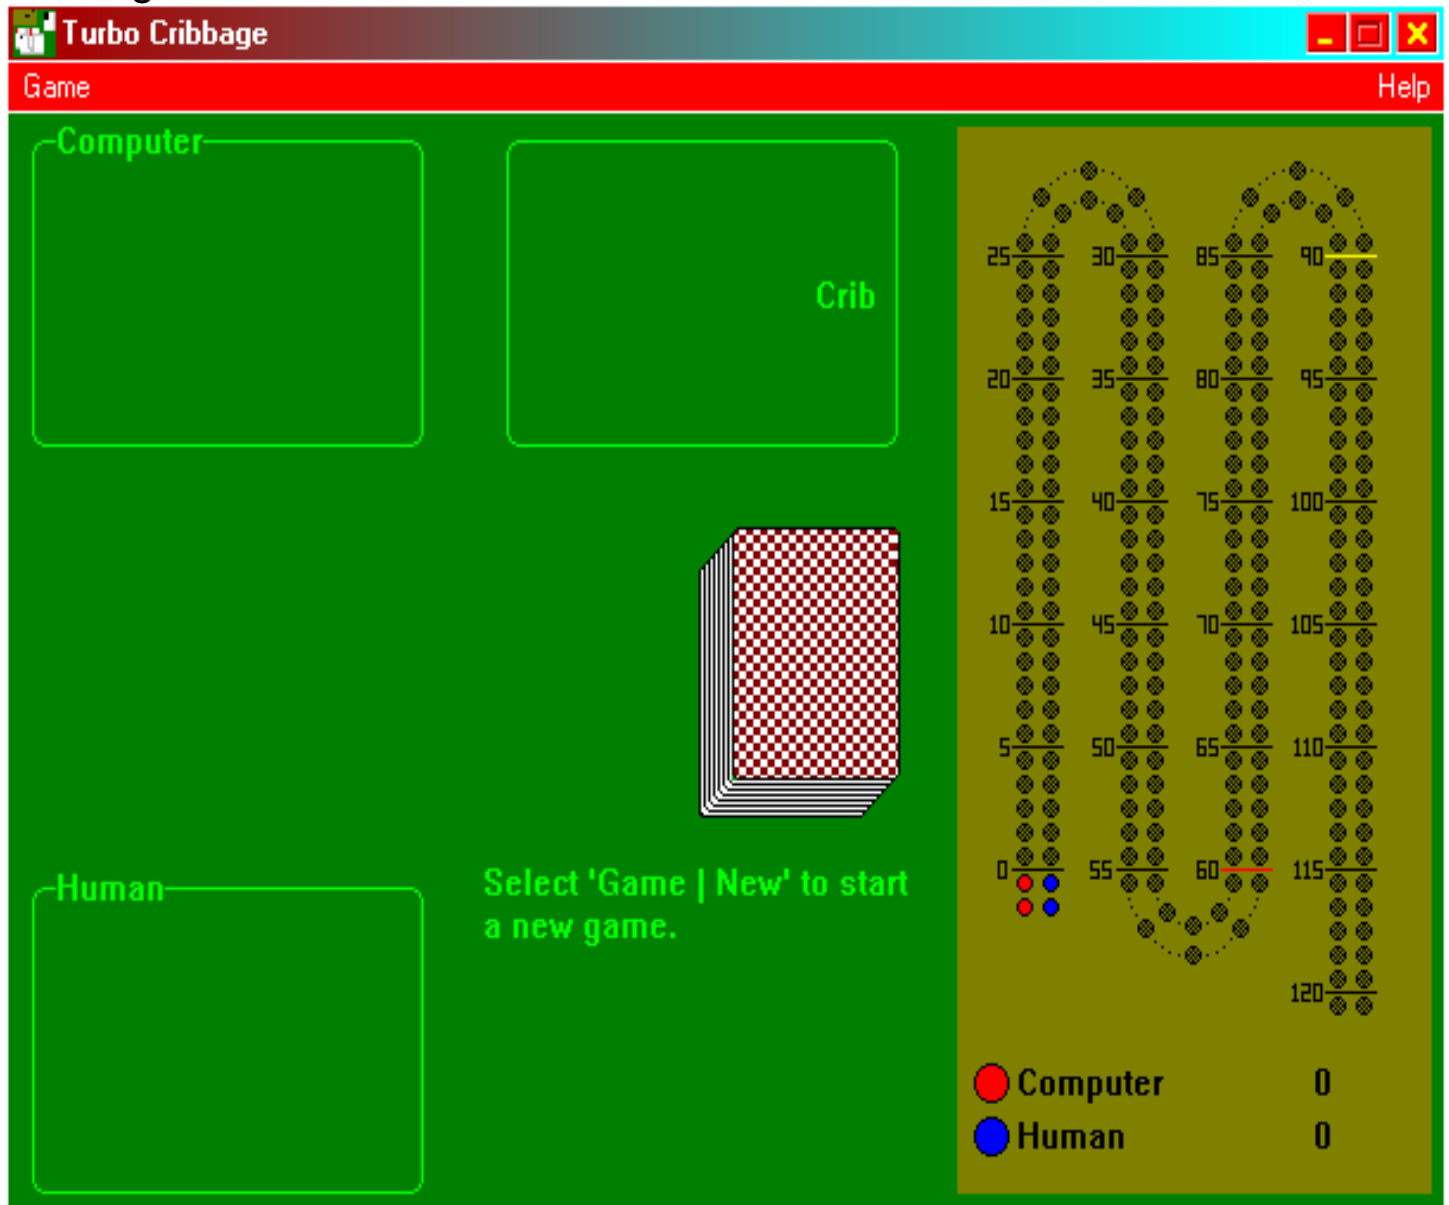 Turbo Cribbage
Game Help
Computer
Crib
25 30 85 90
20 35 80 95
15 40 75 100
10 45 70 105
5 50 65 110
0 55 60 115
120
Human
Select 'Game | New' to start
a new game.
Computer 0
Human 0